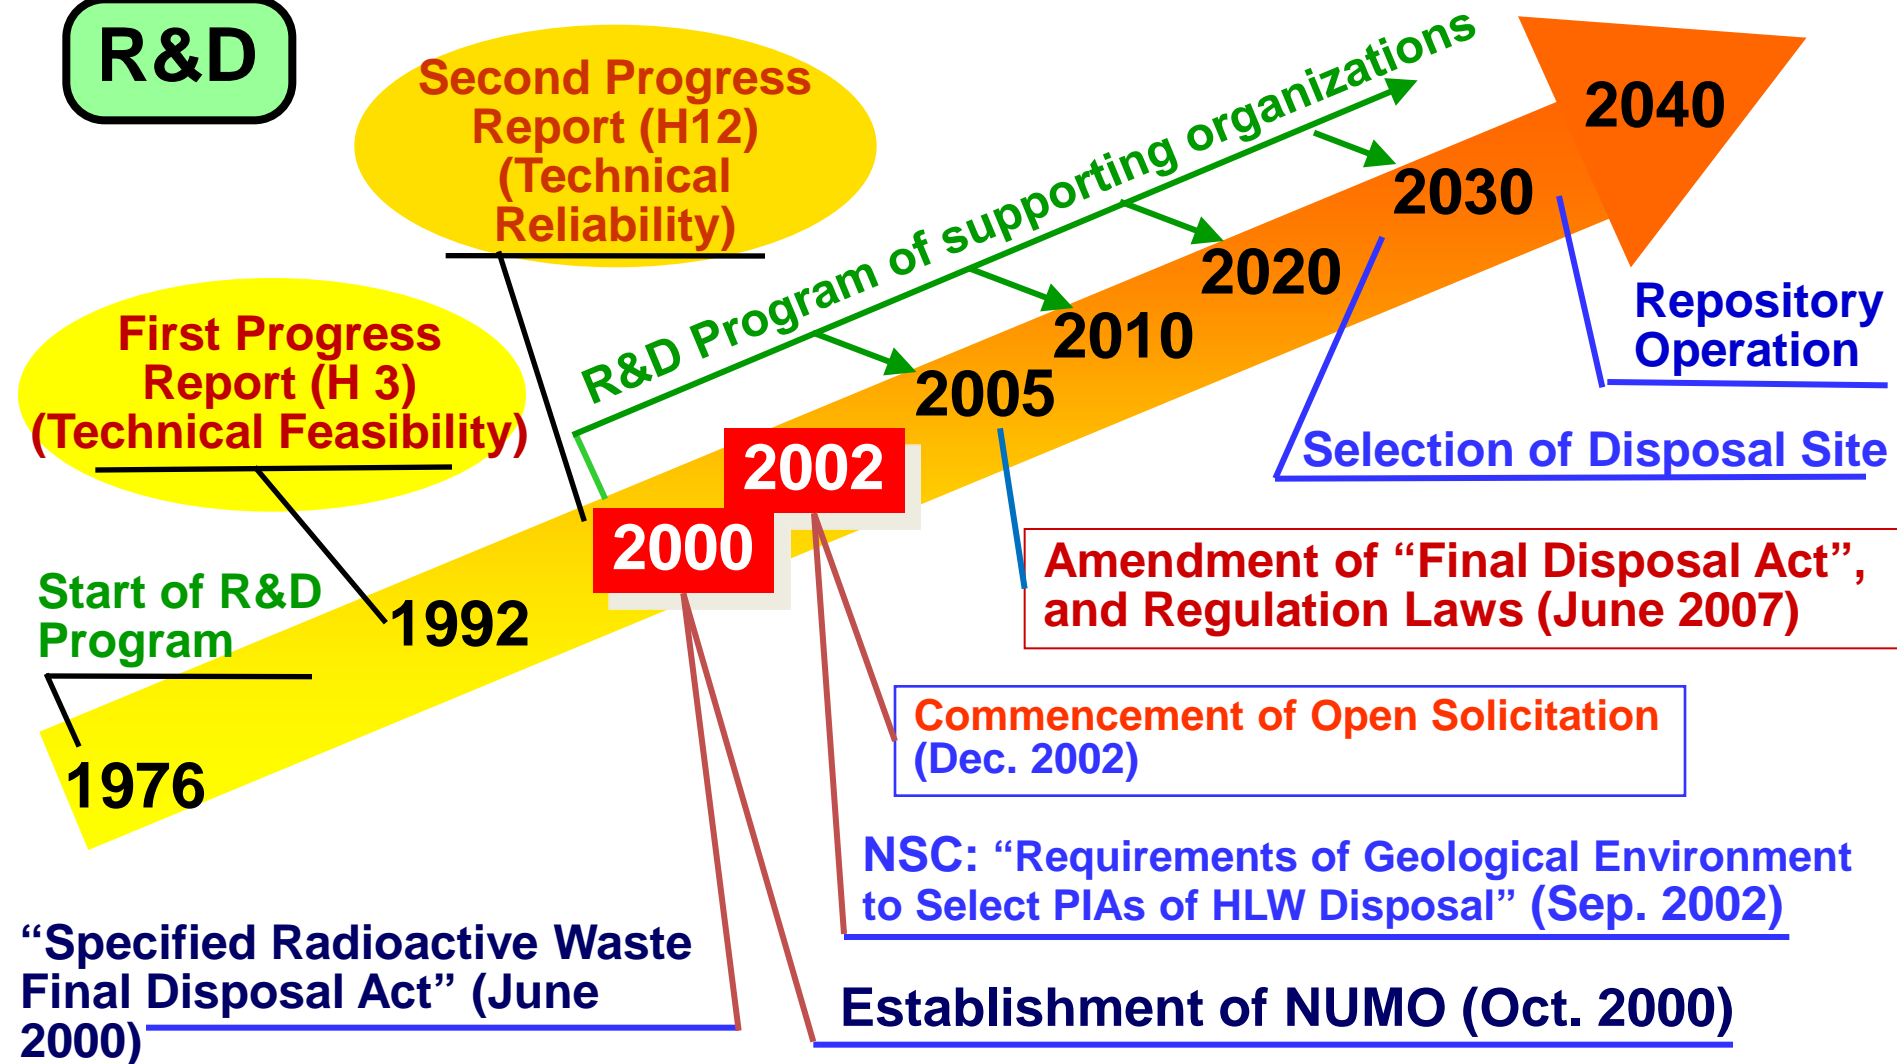 R&D
Second Progress
Report (H12)
(Technical
Reliability)
R&D Program of supporting organizations
2040
2030
2020
2010
2005
2002
2000
1992
1976
First Progress
Report (H 3)
(Technical Feasibility)
Start of R&D
Program
Repository
Operation
Selection of Disposal Site
Amendment of “Final Disposal Act”,
and Regulation Laws (June 2007)
Commencement of Open Solicitation
(Dec. 2002)
NSC: “Requirements of Geological Environment
to Select PIAs of HLW Disposal” (Sep. 2002)
“Specified Radioactive Waste
Final Disposal Act” (June
2000)
Establishment of NUMO (Oct. 2000)